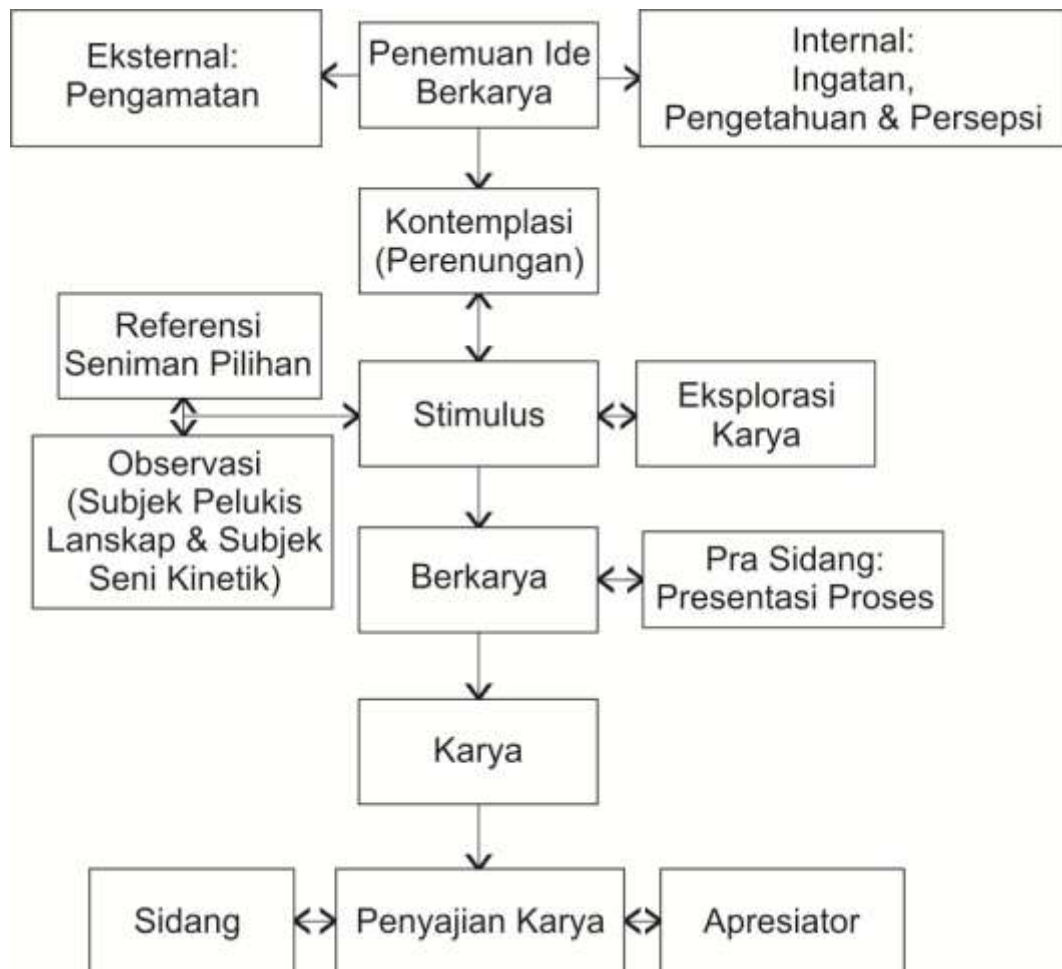 Eksternal:
Pengamatan
Penemuan Ide
Berkarya
Internal:
Ingatan,
Pengetahuan & Persepsi
Kontemplasi
(Perenungan)
Referensi
Seniman Pilihan
Stimulus
Eksplorasi
Karya
Observasi
(Subjek Pelukis
Lanskap & Subjek
Seni Kinetik)
Berkarya
Pra Sidang:
Presentasi Proses
Karya
Sidang
Penyajian Karya
Apresiator